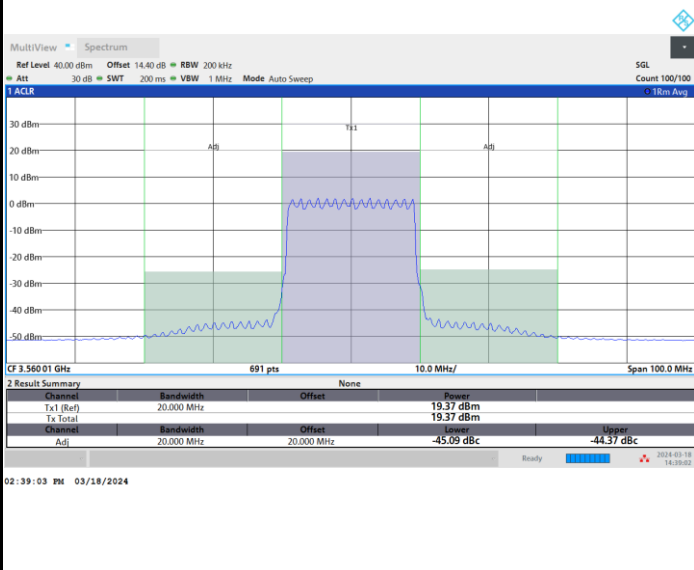 MultiView Spectrum
Ref Level 40.00 dBm Offset 14.40 dB RBW 200 kHz SGL
Att 30 dB SWT 200 ms VBW 1 MHz Mode Auto Sweep Count 100/100
1 ACLR 1Rm Avg
30 dBm
Tx1
20 dBm
Adj Adj
10 dBm
0 dBm
-10 dBm
-20 dBm
-30 dBm
-40 dBm
-50 dBm
CF 3.56001 GHz 691 pts 10.0 MHz/ Span 100.0 MHz
2 Result Summary None
Channel Bandwidth Offset Power
Tx1 (Ref) 20.000 MHz 19.37 dBm
Tx Total 19.37 dBm
Channel Bandwidth Offset Lower Upper
Adj 20.000 MHz 20.000 MHz -45.09 dBc -44.37 dBc
Ready 2024-03-18
14:39:02
02:39:03 PM 03/18/2024